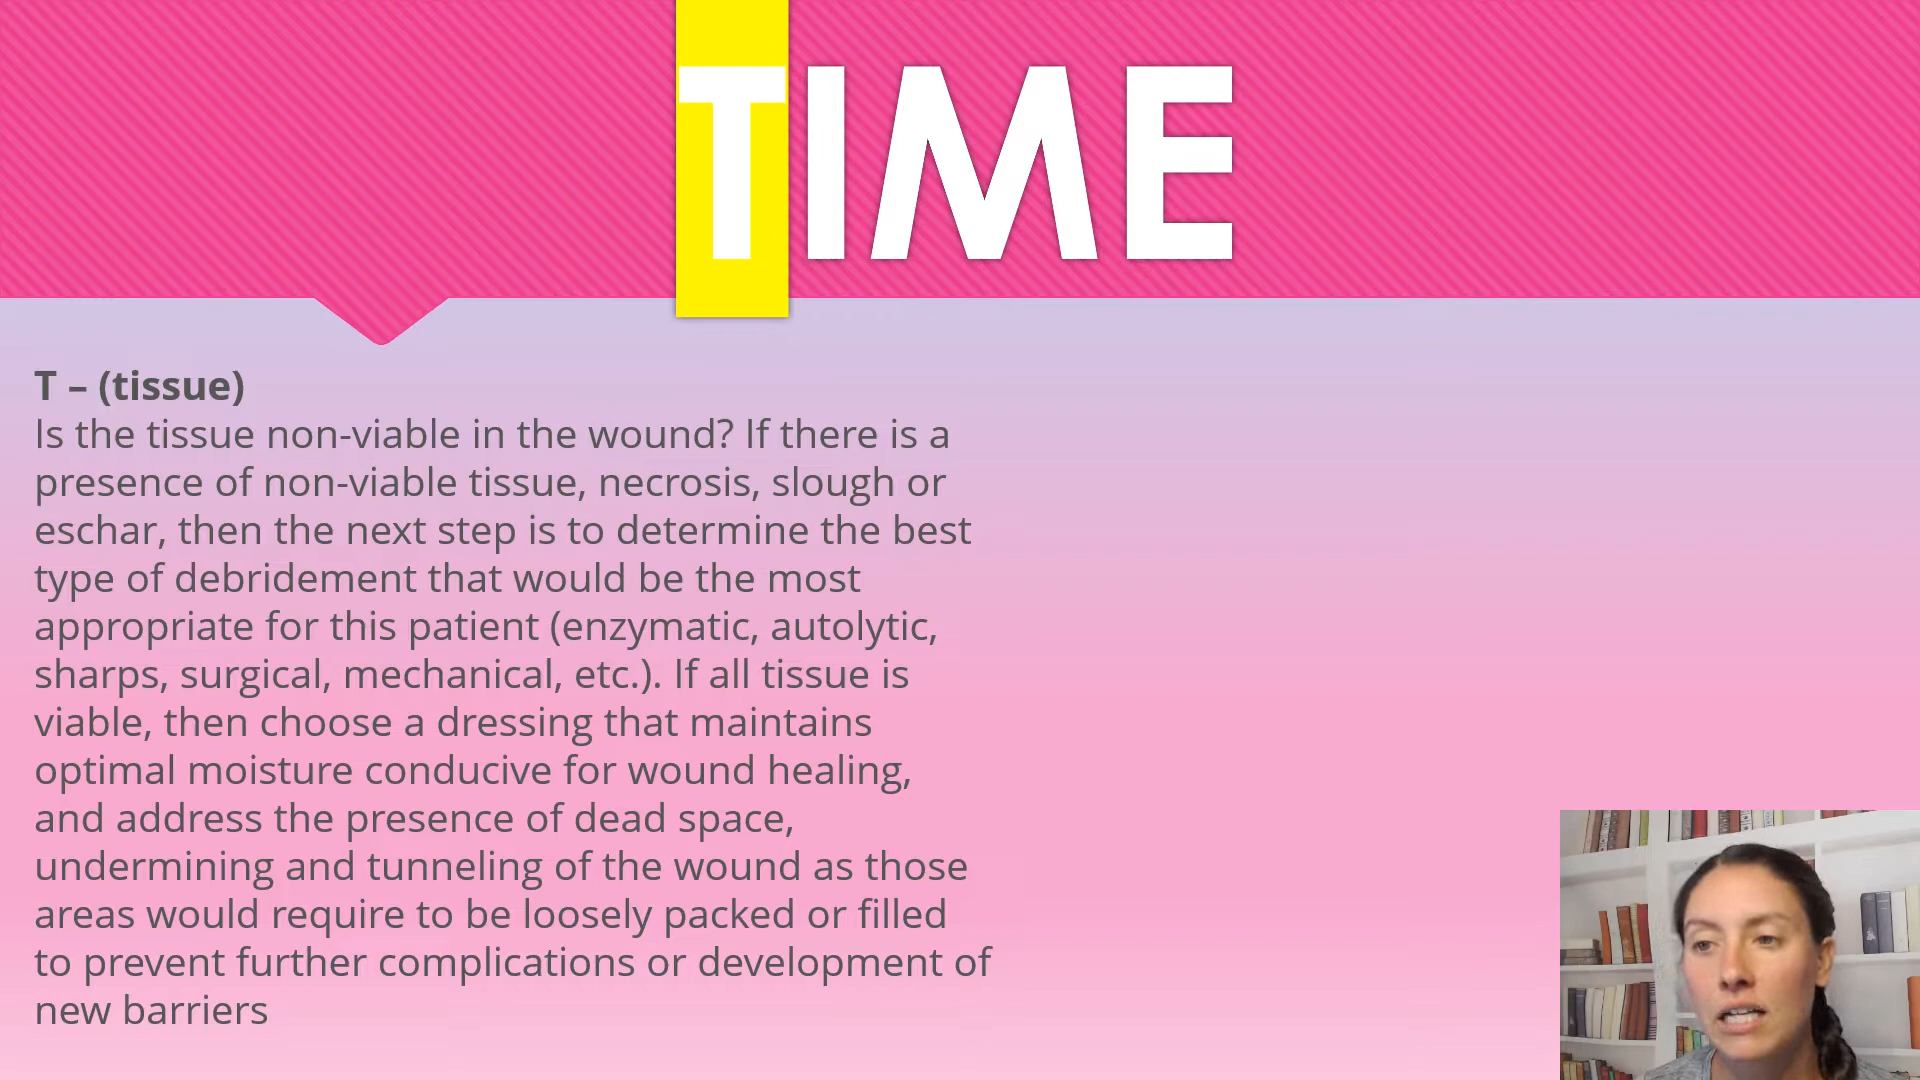 TIME
T – (tissue)
Is the tissue non-viable in the wound? If there is a
presence of non-viable tissue, necrosis, slough or
eschar, then the next step is to determine the best
type of debridement that would be the most
appropriate for this patient (enzymatic, autolytic,
sharps, surgical, mechanical, etc.). If all tissue is
viable, then choose a dressing that maintains
optimal moisture conducive for wound healing,
and address the presence of dead space,
undermining and tunneling of the wound as those
areas would require to be loosely packed or filled
to prevent further complications or development of
new barriers